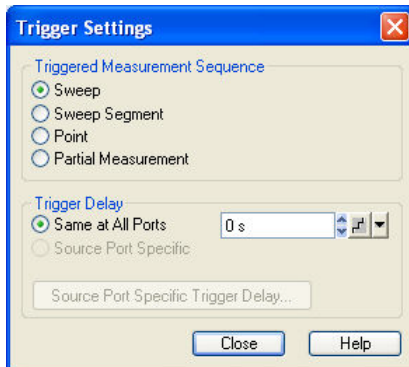 Trigger Settings
Triggered Measurement Sequence
Sweep
Sweep Segment
Point
Partial Measurement
Trigger Delay
Same at All Ports
0 s
Source Port Specific
Source Port Specific Trigger Delay...
Close
Help